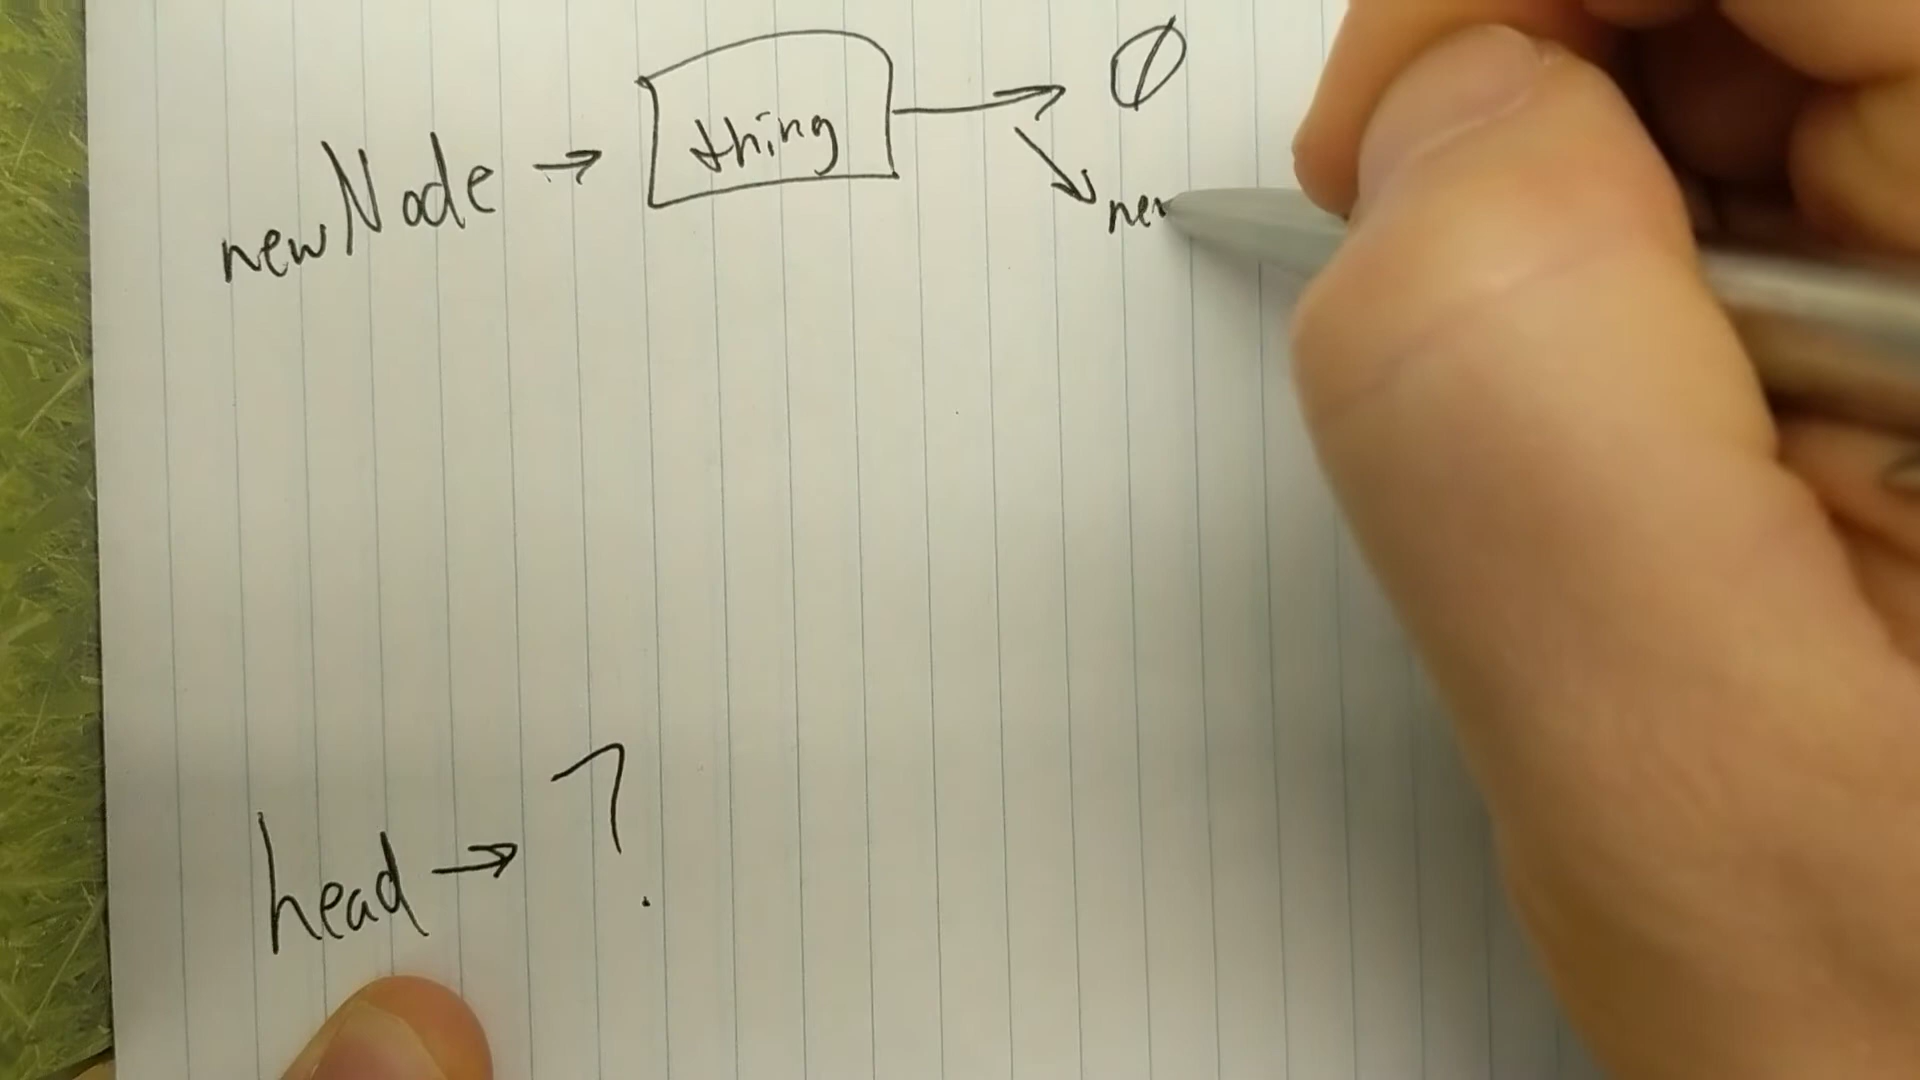 newNode → thing → ∅
head → ?